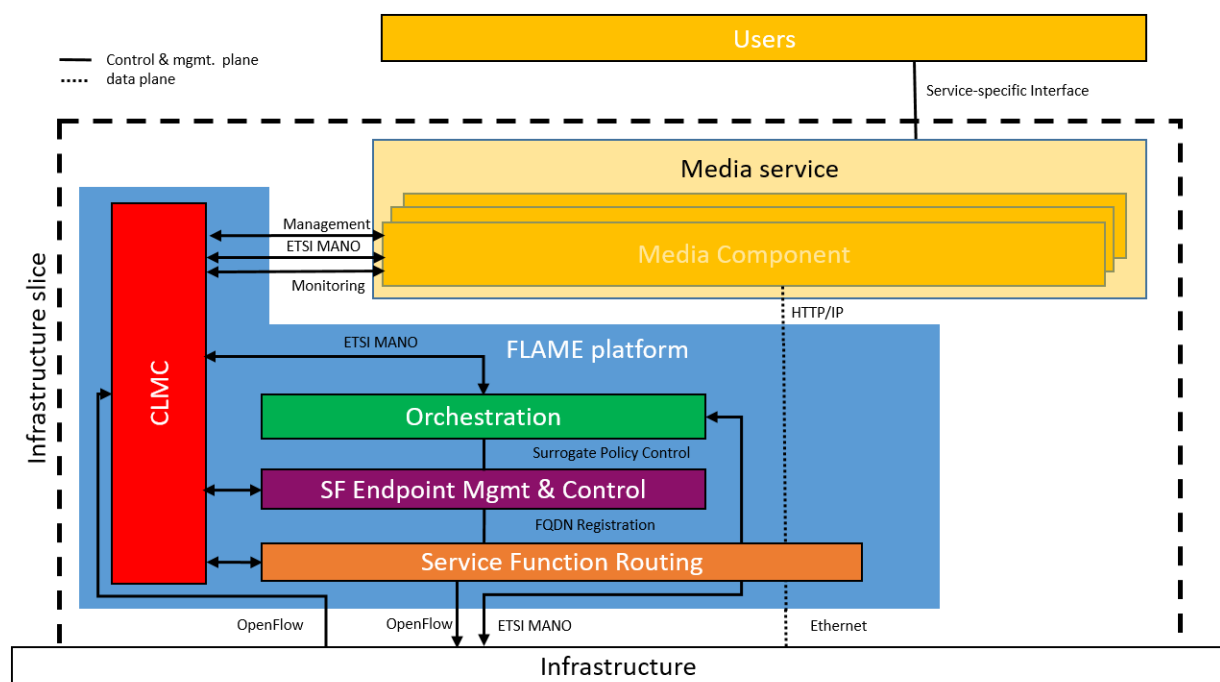 Users
Control & mgmt. plane
data plane
Service-specific Interface
Media service
Management
ETSI MANO
Media Component
Monitoring
HTTP/IP
Infrastructure slice
ETSI MANO
FLAME platform
CLMC
Orchestration
Surrogate Policy Control
SF Endpoint Mgmt & Control
FQDN Registration
Service Function Routing
OpenFlow
OpenFlow
ETSI MANO
Ethernet
Infrastructure